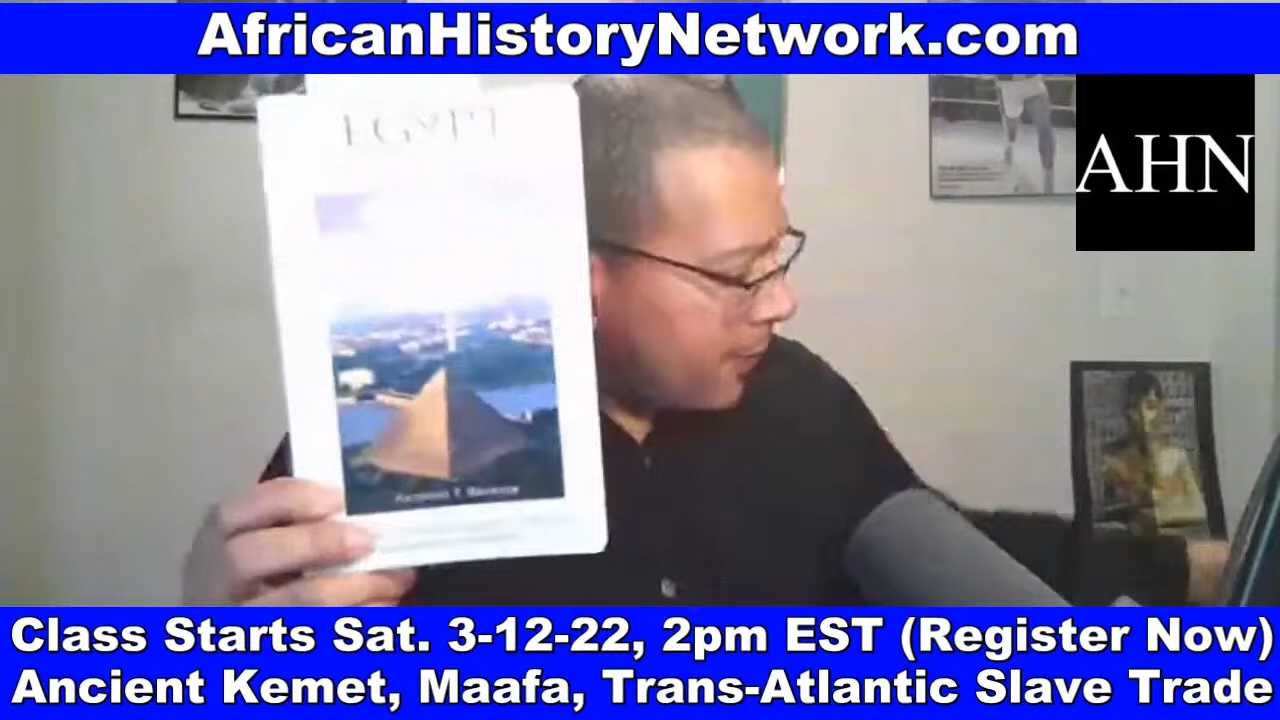 AfricanHistoryNetwork.com
EGYPT
AHN
Class Starts Sat. 3-12-22, 2pm EST (Register Now)
Ancient Kemet, Maafa, Trans-Atlantic Slave Trade